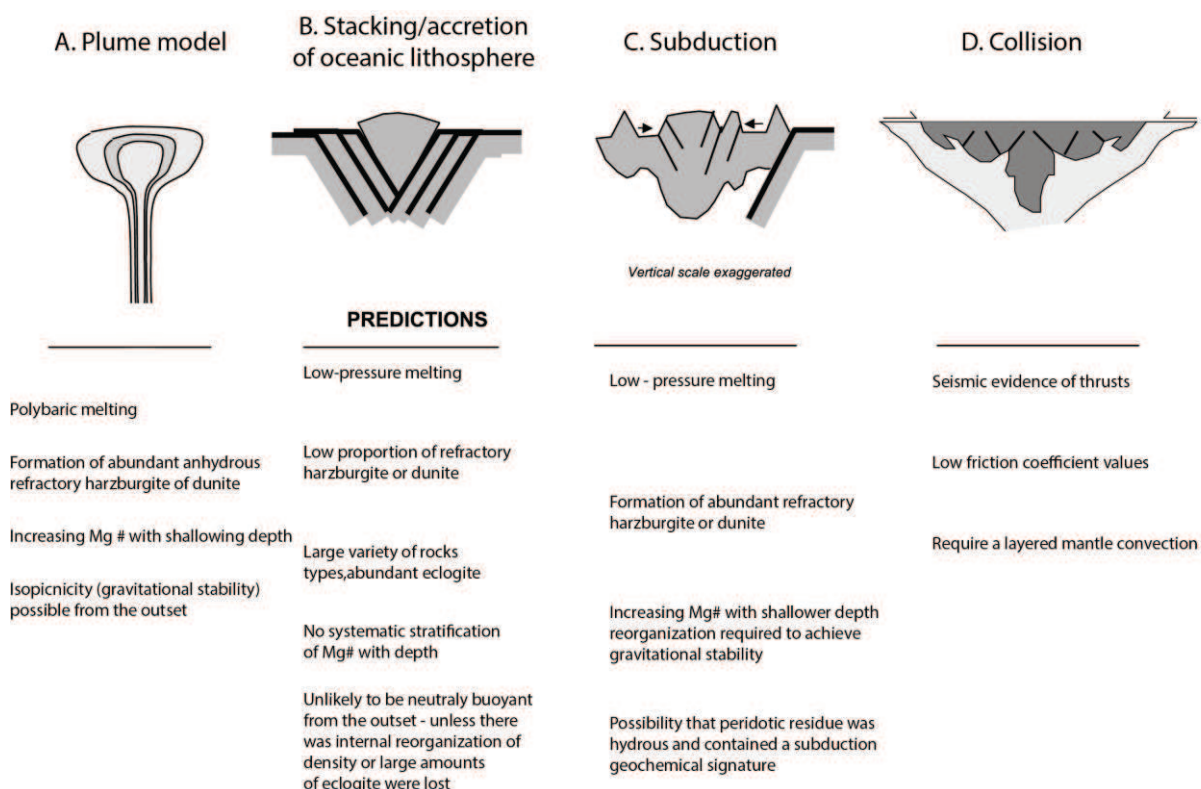 A. Plume model
B. Stacking/accretion
of oceanic lithosphere
C. Subduction
D. Collision
Vertical scale exaggerated
PREDICTIONS
Polybaric melting
Formation of abundant anhydrous
refractory harzburgite of dunite
Increasing Mg # with shallowing depth
Isopicnicity (gravitational stability)
possible from the outset
Low-pressure melting
Low proportion of refractory
harzburgite or dunite
Large variety of rocks
types,abundant eclogite
No systematic stratification
of Mg# with depth
Unlikely to be neutraly buoyant
from the outset - unless there
was internal reorganization of
density or large amounts
of eclogite were lost
Low - pressure melting
Formation of abundant refractory
harzburgite or dunite
Increasing Mg# with shallower depth
reorganization required to achieve
gravitational stability
Possibility that peridotic residue was
hydrous and contained a subduction
geochemical signature
Seismic evidence of thrusts
Low friction coefficient values
Require a layered mantle convection